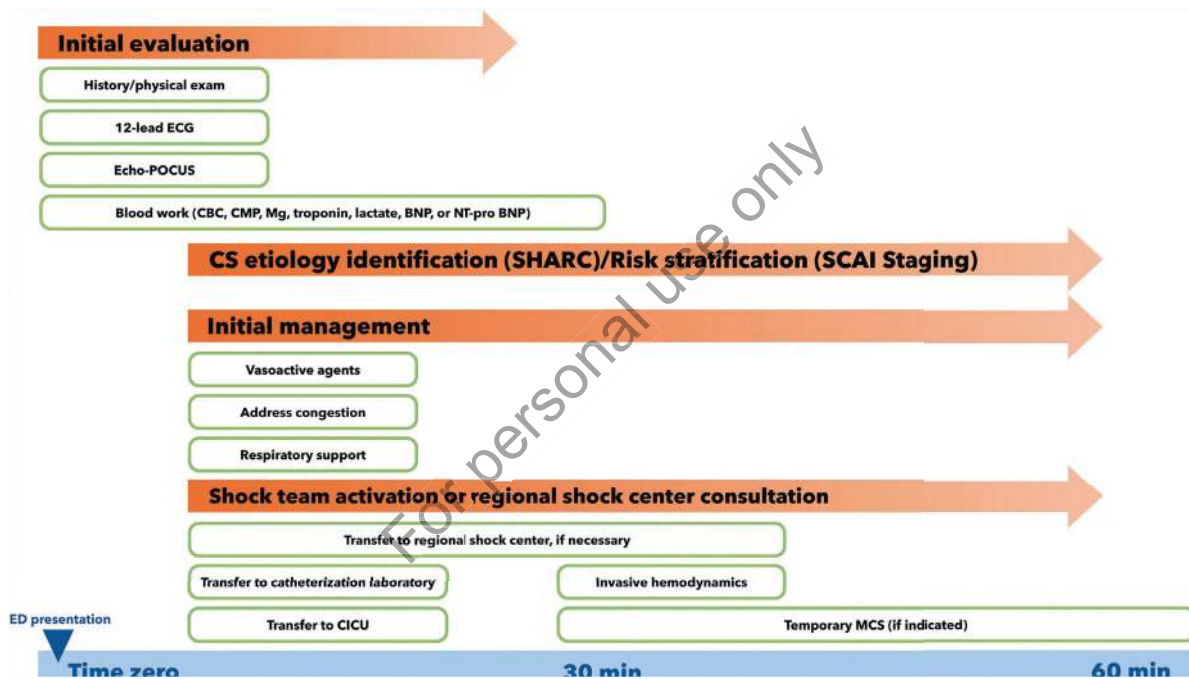 Initial evaluation
History/physical exam
12-lead ECG
Echo-POCUS
Blood work (CBC, CMP, Mg, troponin, lactate, BNP, or NT-pro BNP)
CS etiology identification (SHARC)/Risk stratification (SCAI Staging)
Initial management
Vasoactive agents
Address congestion
Respiratory support
Shock team activation or regional shock center consultation
Transfer to regional shock center, if necessary
Transfer to catheterization laboratory
Invasive hemodynamics
Transfer to CICU
Temporary MCS (if indicated)
ED presentation
Time zero
30 min
60 min
For personal use only